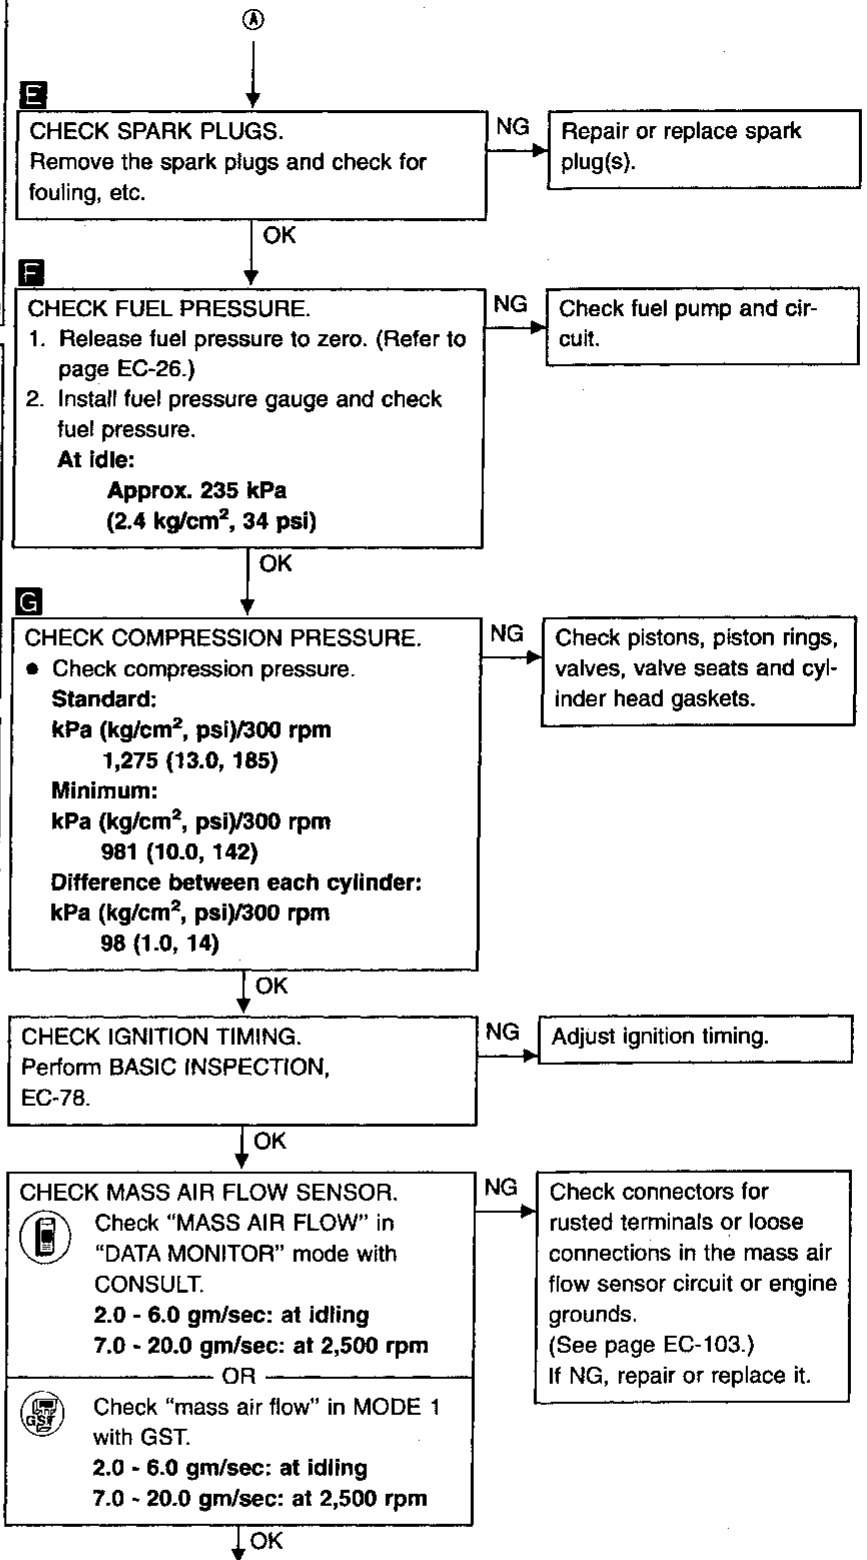 A
E
CHECK SPARK PLUGS.
Remove the spark plugs and check for
fouling, etc.
NG
Repair or replace spark
plug(s).
OK
F
CHECK FUEL PRESSURE.
1. Release fuel pressure to zero. (Refer to
page EC-26.)
2. Install fuel pressure gauge and check
fuel pressure.
At idle:
Approx. 235 kPa
(2.4 kg/cm², 34 psi)
NG
Check fuel pump and cir-
cuit.
OK
G
CHECK COMPRESSION PRESSURE.
● Check compression pressure.
Standard:
kPa (kg/cm², psi)/300 rpm
1,275 (13.0, 185)
Minimum:
kPa (kg/cm², psi)/300 rpm
981 (10.0, 142)
Difference between each cylinder:
kPa (kg/cm², psi)/300 rpm
98 (1.0, 14)
NG
Check pistons, piston rings,
valves, valve seats and cyl-
inder head gaskets.
OK
CHECK IGNITION TIMING.
Perform BASIC INSPECTION,
EC-78.
NG
Adjust ignition timing.
OK
CHECK MASS AIR FLOW SENSOR.
Check “MASS AIR FLOW” in
“DATA MONITOR” mode with
CONSULT.
2.0 - 6.0 gm/sec: at idling
7.0 - 20.0 gm/sec: at 2,500 rpm
OR
GST
Check “mass air flow” in MODE 1
with GST.
2.0 - 6.0 gm/sec: at idling
7.0 - 20.0 gm/sec: at 2,500 rpm
NG
Check connectors for
rusted terminals or loose
connections in the mass air
flow sensor circuit or engine
grounds.
(See page EC-103.)
If NG, repair or replace it.
OK